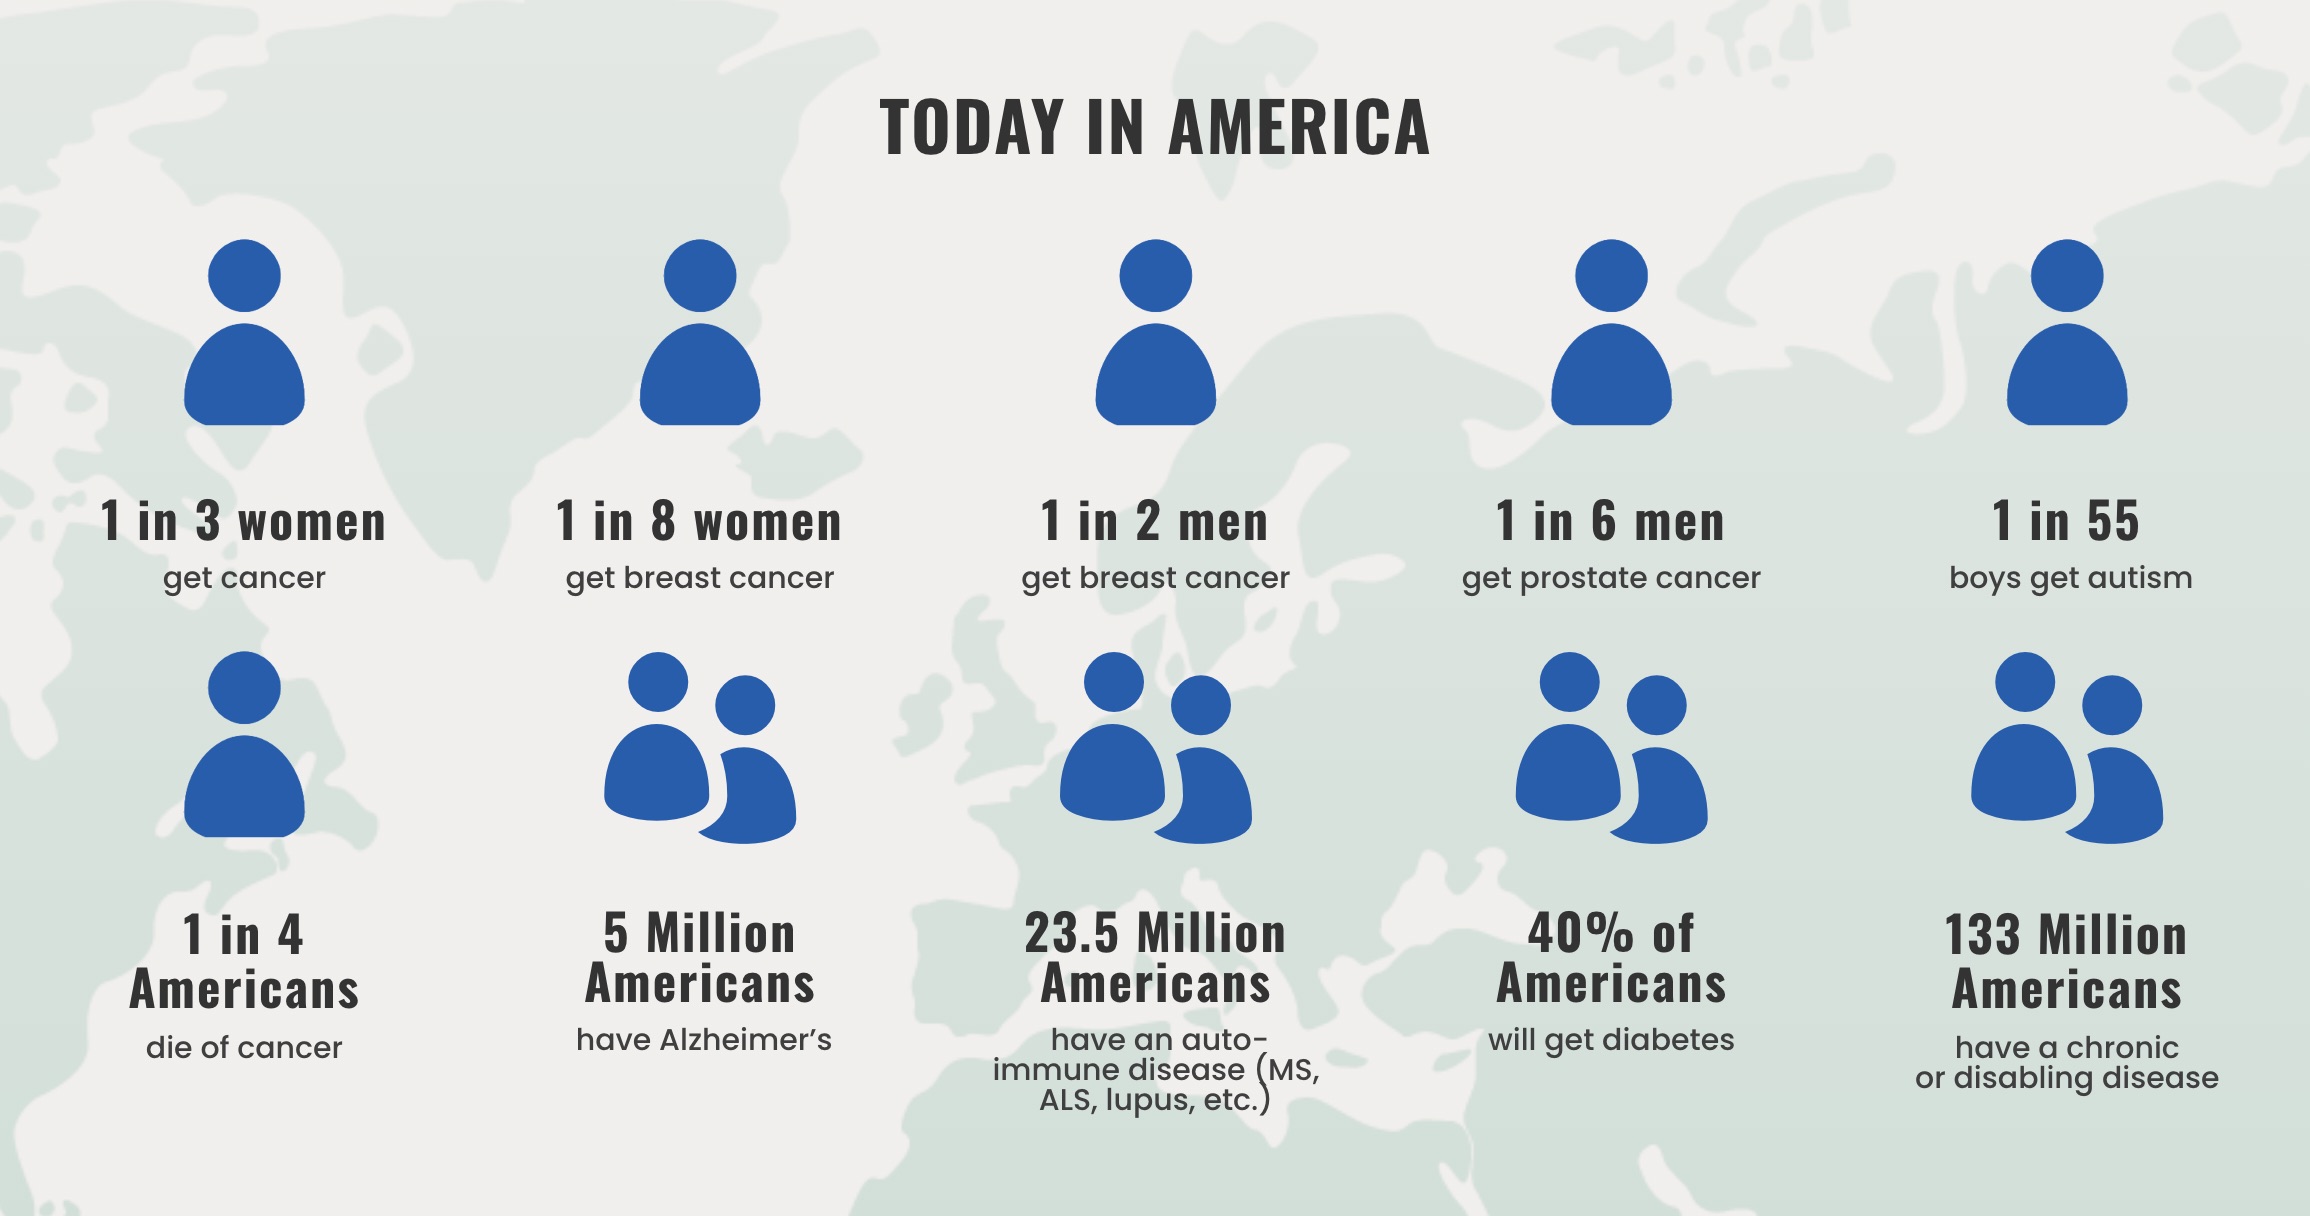 TODAY IN AMERICA
1 in 3 women
get cancer
1 in 8 women
get breast cancer
1 in 2 men
get breast cancer
1 in 6 men
get prostate cancer
1 in 55
boys get autism
1 in 4
Americans
die of cancer
5 Million
Americans
have Alzheimer’s
23.5 Million
Americans
have an auto-
immune disease (MS,
ALS, lupus, etc.)
40% of
Americans
will get diabetes
133 Million
Americans
have a chronic
or disabling disease